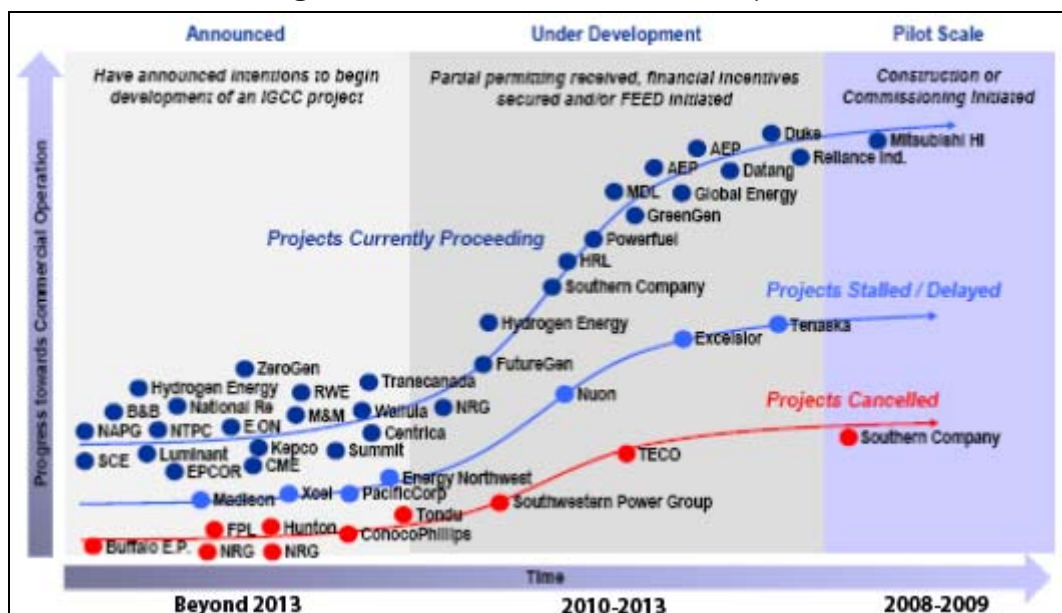 Announced
Under Development
Pilot Scale
Have announced intentions to begin
development of an IGCC project
Partial permitting received, financial incentives
secured and/or FEED initiated
Construction or
Commissioning Initiated
Progress towards Commercial Operation
Projects Currently Proceeding
Duke
Mitsubishi HI
AEP
Reliance Ind.
AEP
Datang
MDL
Global Energy
GreenGen
Powerfuel
HRL
Southern Company
Hydrogen Energy
FutureGen
ZeroGen
Hydrogen Energy
RWE
Transcanada
B&B
National Re
M&M
Wairula
NRG
NAPG
NTPC
E.ON
Centrica
SCE
Luminant
Kepco
Summit
EPCOR
CME
Projects Stalled / Delayed
Tenaska
Excelsior
Nuon
Energy Northwest
Madison
Xcel
PacificCorp
Projects Cancelled
Southern Company
TECO
Southwestern Power Group
Tondu
FPL
Hunton
ConocoPhillips
Buffalo E.P.
NRG
NRG
Time
Beyond 2013
2010-2013
2008-2009